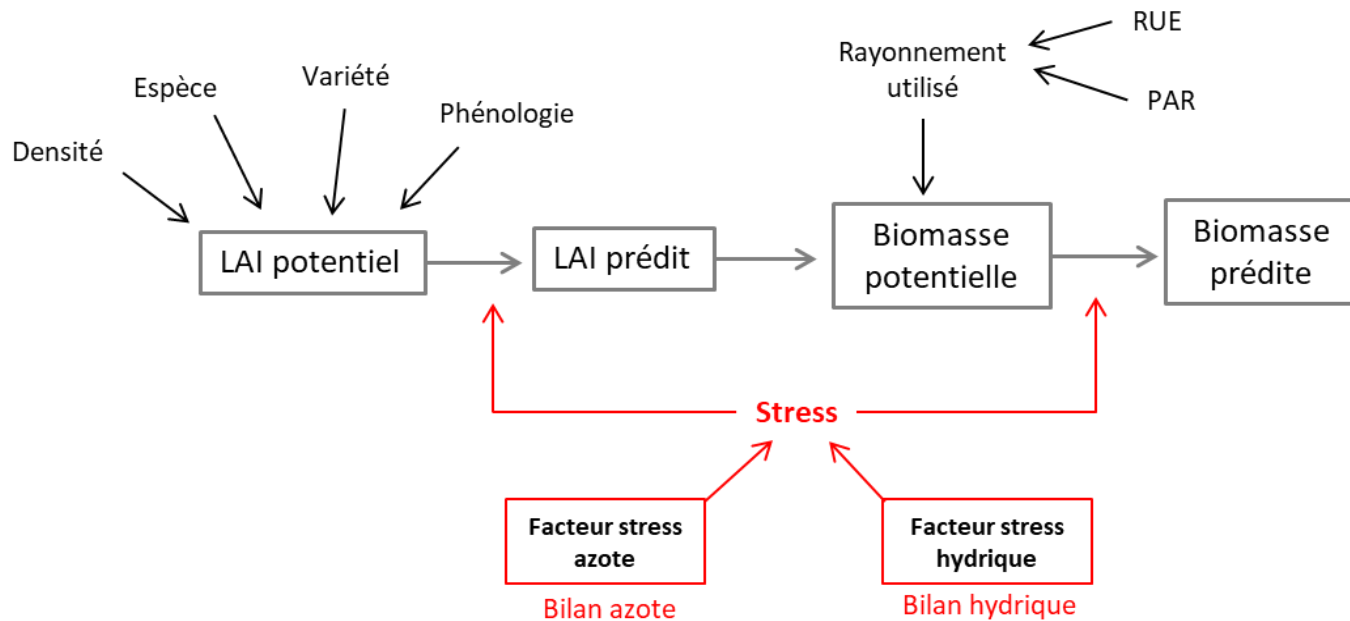 RUE
Rayonnement
utilisé
PAR
Variété
Espèce
Phénologie
Densité
LAI potentiel
LAI prédit
Biomasse
potentielle
Biomasse
prédite
Stress
Facteur stress
azote
Facteur stress
hydrique
Bilan azote
Bilan hydrique